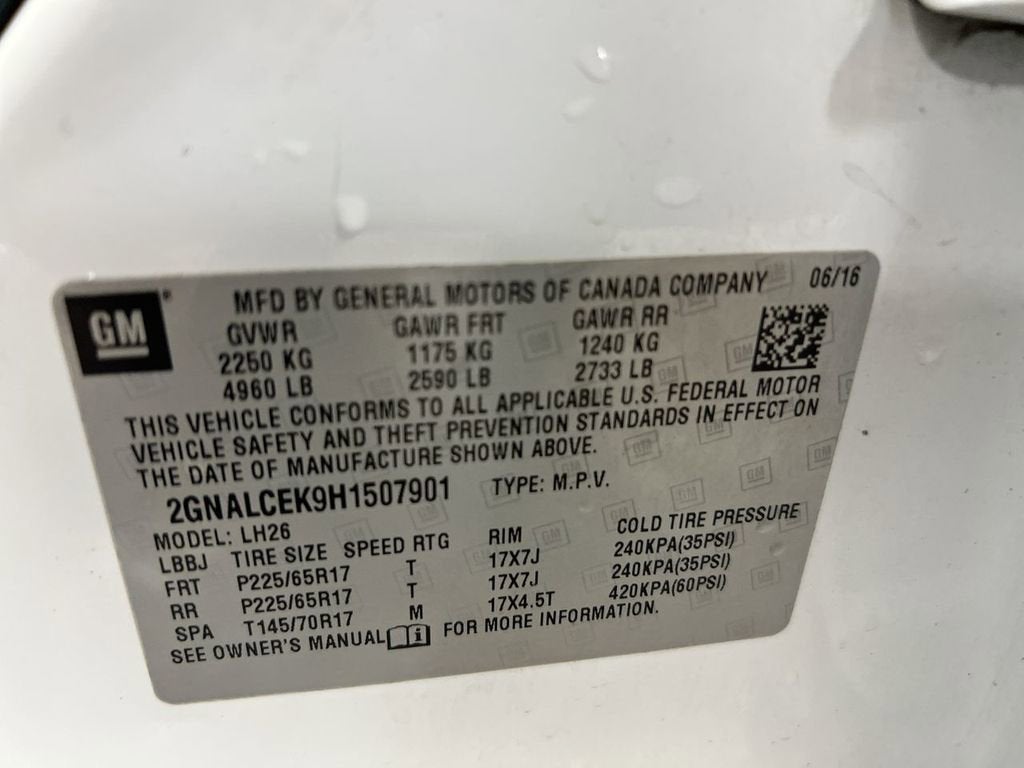 GM
MFD BY GENERAL MOTORS OF CANADA COMPANY 06/16
GVWR GAWR FRT GAWR RR
2250 KG 1175 KG 1240 KG
4960 LB 2590 LB 2733 LB
THIS VEHICLE CONFORMS TO ALL APPLICABLE U.S. FEDERAL MOTOR
VEHICLE SAFETY AND THEFT PREVENTION STANDARDS IN EFFECT ON
THE DATE OF MANUFACTURE SHOWN ABOVE.
2GNALCEK9H1507901 TYPE: M.P.V.
MODEL: LH26
LBBJ TIRE SIZE SPEED RTG RIM COLD TIRE PRESSURE
FRT P225/65R17 T 17X7J 240KPA(35PSI)
RR P225/65R17 T 17X7J 240KPA(35PSI)
SPA T145/70R17 M 17X4.5T 420KPA(60PSI)
SEE OWNER'S MANUAL FOR MORE INFORMATION.